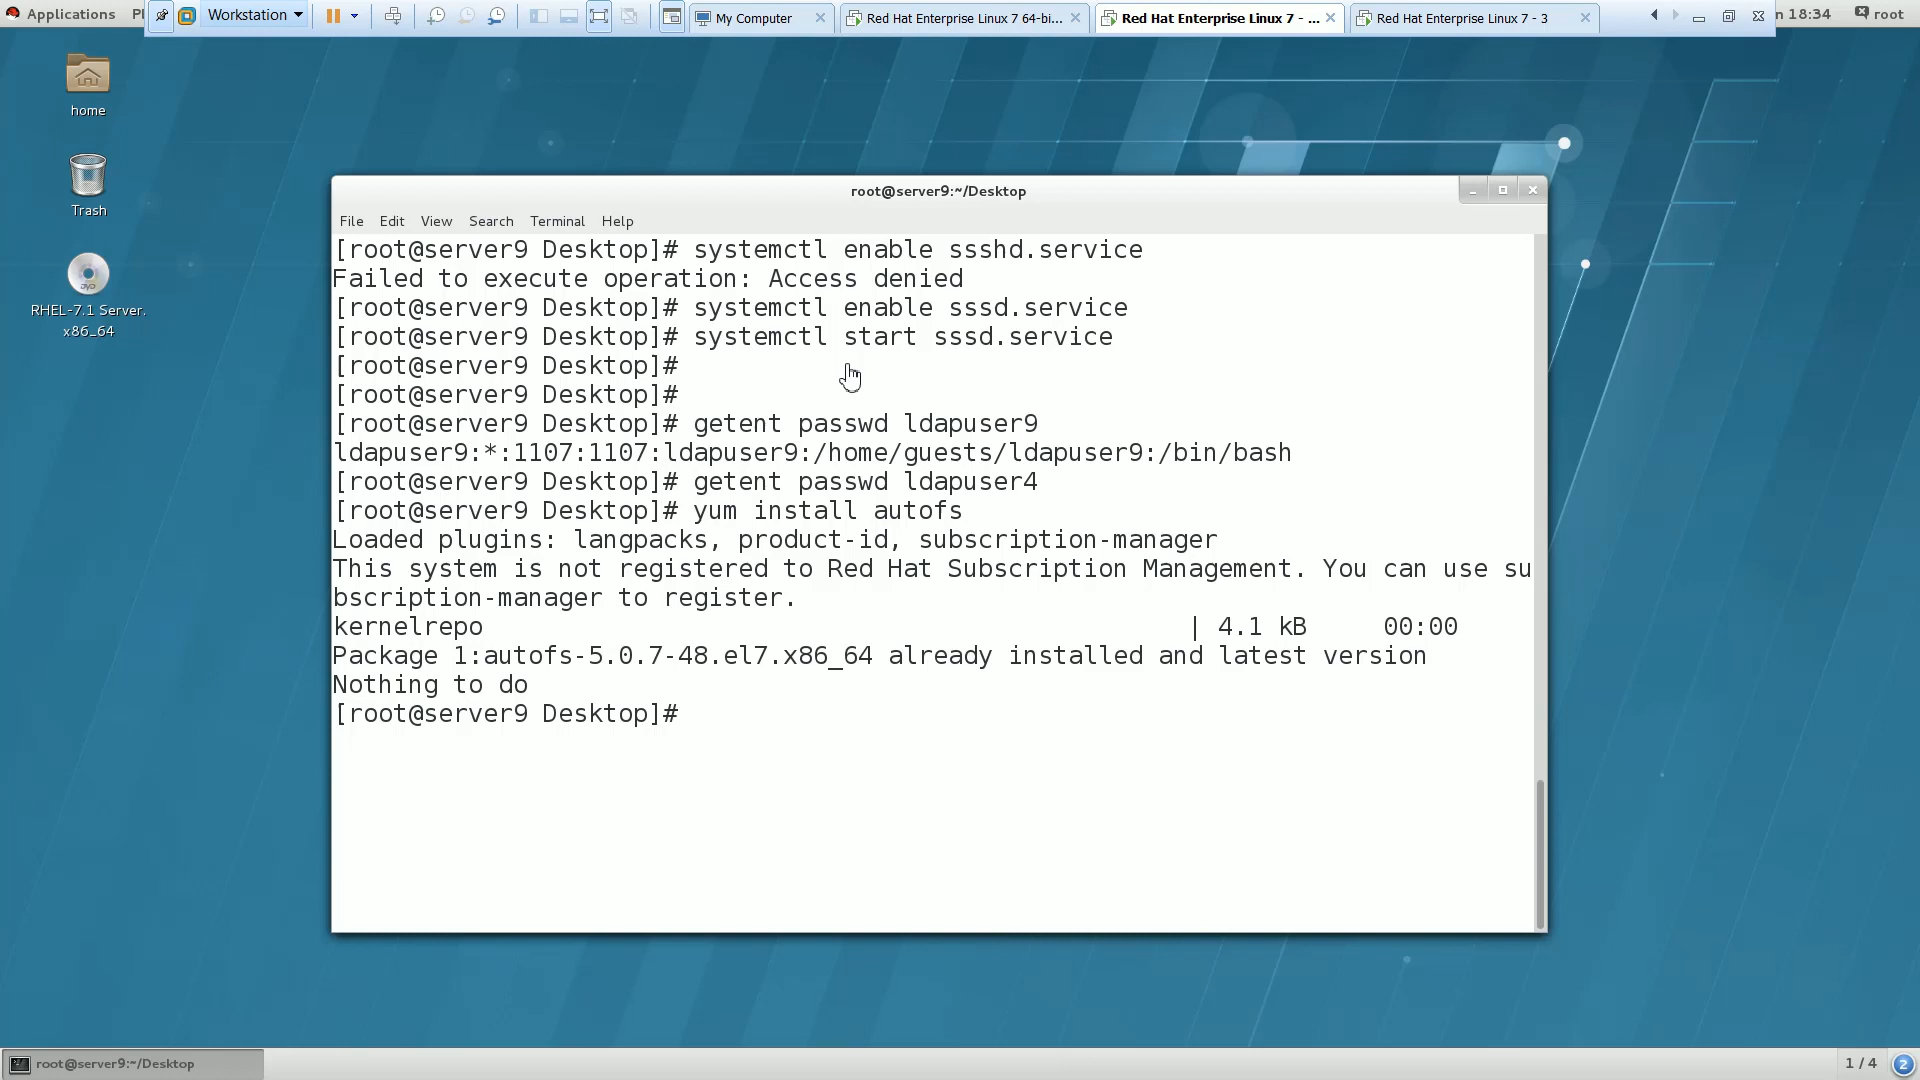 Applications
Workstation
My Computer
Red Hat Enterprise Linux 7 64-bi...
Red Hat Enterprise Linux 7 - ...
Red Hat Enterprise Linux 7 - 3
18:34
root
home
Trash
RHEL-7.1 Server.
x86_64
root@server9:~/Desktop
File Edit View Search Terminal Help
[root@server9 Desktop]# systemctl enable ssshd.service
Failed to execute operation: Access denied
[root@server9 Desktop]# systemctl enable sssd.service
[root@server9 Desktop]# systemctl start sssd.service
[root@server9 Desktop]#
[root@server9 Desktop]#
[root@server9 Desktop]# getent passwd ldapuser9
ldapuser9:*:1107:1107:ldapuser9:/home/guests/ldapuser9:/bin/bash
[root@server9 Desktop]# getent passwd ldapuser4
[root@server9 Desktop]# yum install autofs
Loaded plugins: langpacks, product-id, subscription-manager
This system is not registered to Red Hat Subscription Management. You can use su
bscription-manager to register.
kernelrepo | 4.1 kB 00:00
Package 1:autofs-5.0.7-48.el7.x86_64 already installed and latest version
Nothing to do
[root@server9 Desktop]#
root@server9:~/Desktop
1 / 4
2